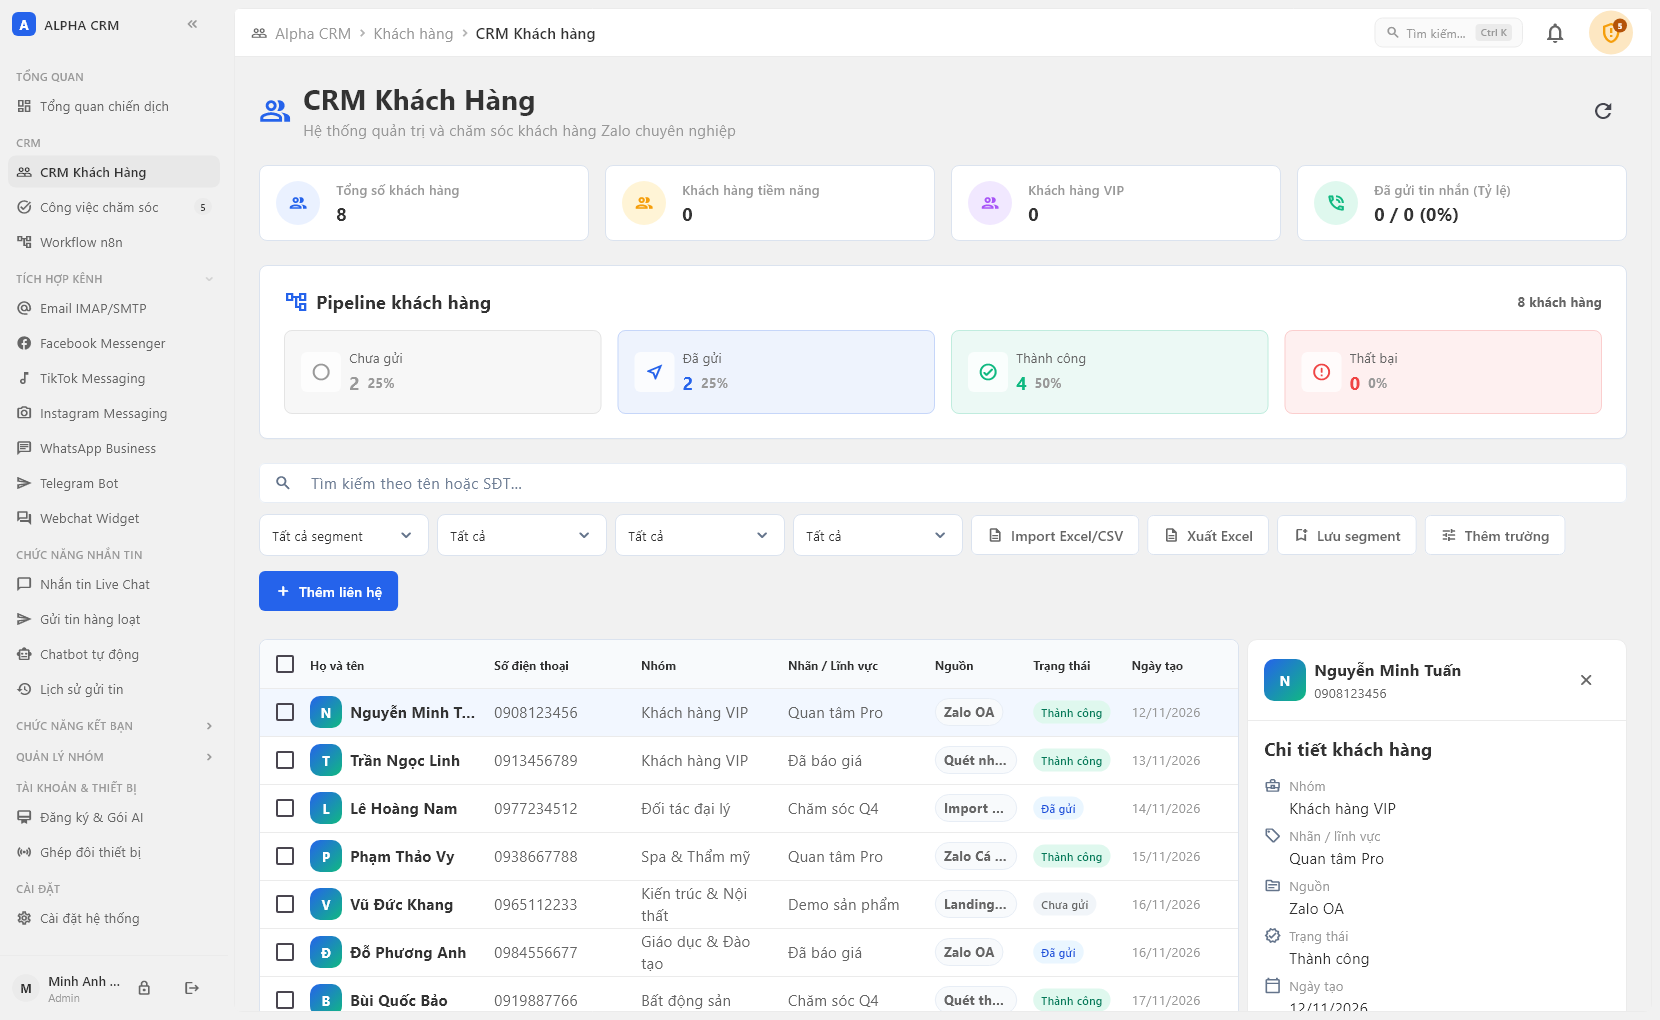 A ALPHA CRM
TỔNG QUAN
Tổng quan chiến dịch
CRM
CRM Khách Hàng
Công việc chăm sóc 5
Workflow n8n
TÍCH HỢP KÊNH
Email IMAP/SMTP
Facebook Messenger
TikTok Messaging
Instagram Messaging
WhatsApp Business
Telegram Bot
Webchat Widget
CHỨC NĂNG NHẮN TIN
Nhắn tin Live Chat
Gửi tin hàng loạt
Chatbot tự động
Lịch sử gửi tin
CHỨC NĂNG KẾT BẠN
QUẢN LÝ NHÓM
TÀI KHOẢN & THIẾT BỊ
Đăng ký & Gói AI
Ghép đôi thiết bị
CÀI ĐẶT
Cài đặt hệ thống
M Minh Anh ...
Admin
Alpha CRM > Khách hàng > CRM Khách hàng
Tìm kiếm... Ctrl K
5
CRM Khách Hàng
Hệ thống quản trị và chăm sóc khách hàng Zalo chuyên nghiệp
Tổng số khách hàng
8
Khách hàng tiềm năng
0
Khách hàng VIP
0
Đã gửi tin nhắn (Tỷ lệ)
0 / 0 (0%)
Pipeline khách hàng
8 khách hàng
Chưa gửi
2 25%
Đã gửi
2 25%
Thành công
4 50%
Thất bại
0 0%
Tìm kiếm theo tên hoặc SĐT...
Tất cả segment
Tất cả
Tất cả
Tất cả
Import Excel/CSV
Xuất Excel
Lưu segment
Thêm trường
+ Thêm liên hệ
Họ và tên Số điện thoại Nhóm Nhãn / Lĩnh vực Nguồn Trạng thái Ngày tạo
N Nguyễn Minh T... 0908123456 Khách hàng VIP Quan tâm Pro Zalo OA Thành công 12/11/2026
T Trần Ngọc Linh 0913456789 Khách hàng VIP Đã báo giá Quét nh... Thành công 13/11/2026
L Lê Hoàng Nam 0977234512 Đối tác đại lý Chăm sóc Q4 Import ... Đã gửi 14/11/2026
P Phạm Thảo Vy 0938667788 Spa & Thẩm mỹ Quan tâm Pro Zalo Cá ... Thành công 15/11/2026
V Vũ Đức Khang 0965112233 Kiến trúc & Nội thất Demo sản phẩm Landing... Chưa gửi 16/11/2026
Đ Đỗ Phương Anh 0984556677 Giáo dục & Đào tạo Đã báo giá Zalo OA Đã gửi 16/11/2026
B Bùi Quốc Bảo 0919887766 Bất động sản Chăm sóc Q4 Quét th... Thành công 17/11/2026
N Nguyễn Minh Tuấn
0908123456
Chi tiết khách hàng
Nhóm
Khách hàng VIP
Nhãn / lĩnh vực
Quan tâm Pro
Nguồn
Zalo OA
Trạng thái
Thành công
Ngày tạo
12/11/2026